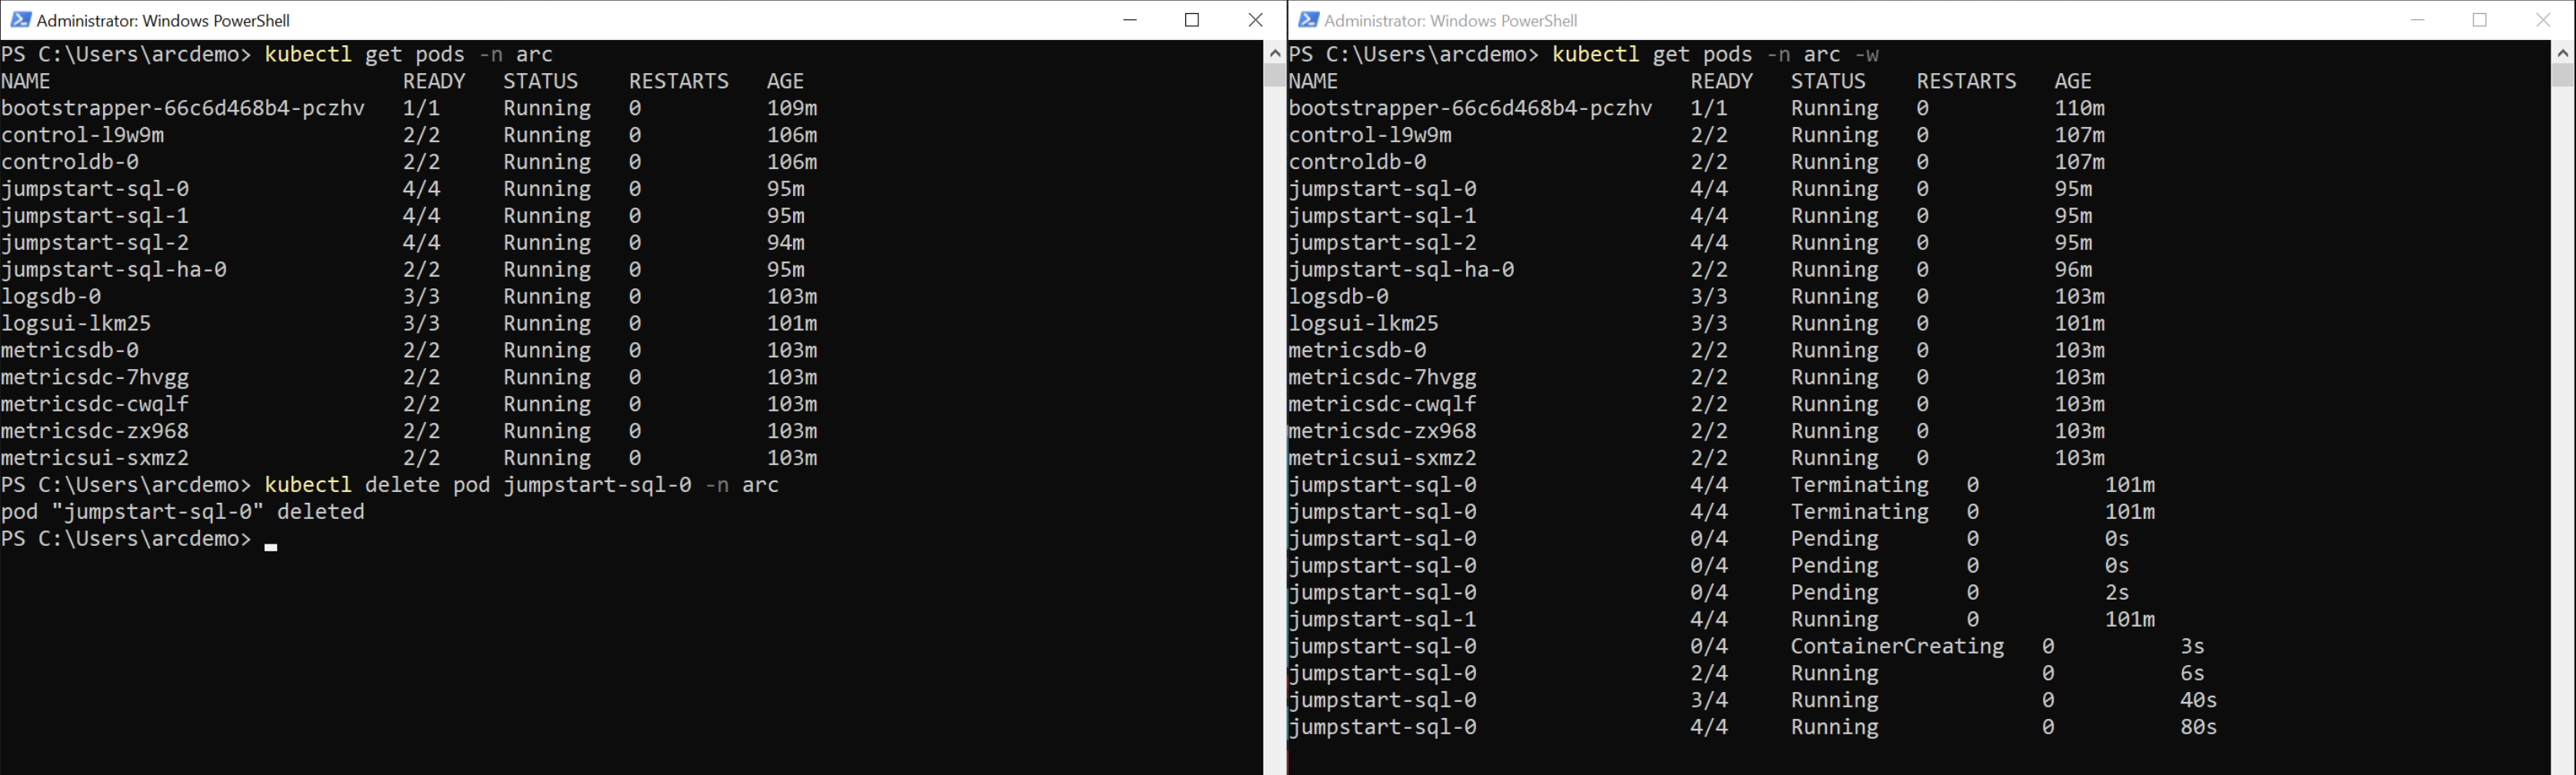 Administrator: Windows PowerShell
PS C:\Users\arcdemo> kubectl get pods -n arc
NAME READY STATUS RESTARTS AGE
bootstrapper-66c6d468b4-pczhv 1/1 Running 0 109m
control-l9w9m 2/2 Running 0 106m
controldb-0 2/2 Running 0 106m
jumpstart-sql-0 4/4 Running 0 95m
jumpstart-sql-1 4/4 Running 0 95m
jumpstart-sql-2 4/4 Running 0 94m
jumpstart-sql-ha-0 2/2 Running 0 95m
logsdb-0 3/3 Running 0 103m
logsui-lkm25 3/3 Running 0 101m
metricsdb-0 2/2 Running 0 103m
metricsdc-7hvgg 2/2 Running 0 103m
metricsdc-cwqlf 2/2 Running 0 103m
metricsdc-zx968 2/2 Running 0 103m
metricsui-sxmz2 2/2 Running 0 103m
PS C:\Users\arcdemo> kubectl delete pod jumpstart-sql-0 -n arc
pod "jumpstart-sql-0" deleted
PS C:\Users\arcdemo>
Administrator: Windows PowerShell
PS C:\Users\arcdemo> kubectl get pods -n arc -w
NAME READY STATUS RESTARTS AGE
bootstrapper-66c6d468b4-pczhv 1/1 Running 0 110m
control-l9w9m 2/2 Running 0 107m
controldb-0 2/2 Running 0 107m
jumpstart-sql-0 4/4 Running 0 95m
jumpstart-sql-1 4/4 Running 0 95m
jumpstart-sql-2 4/4 Running 0 95m
jumpstart-sql-ha-0 2/2 Running 0 96m
logsdb-0 3/3 Running 0 103m
logsui-lkm25 3/3 Running 0 101m
metricsdb-0 2/2 Running 0 103m
metricsdc-7hvgg 2/2 Running 0 103m
metricsdc-cwqlf 2/2 Running 0 103m
metricsdc-zx968 2/2 Running 0 103m
metricsui-sxmz2 2/2 Running 0 103m
jumpstart-sql-0 4/4 Terminating 0 101m
jumpstart-sql-0 4/4 Terminating 0 101m
jumpstart-sql-0 0/4 Pending 0 0s
jumpstart-sql-0 0/4 Pending 0 0s
jumpstart-sql-0 0/4 Pending 0 2s
jumpstart-sql-1 4/4 Running 0 101m
jumpstart-sql-0 0/4 ContainerCreating 0 3s
jumpstart-sql-0 2/4 Running 0 6s
jumpstart-sql-0 3/4 Running 0 40s
jumpstart-sql-0 4/4 Running 0 80s